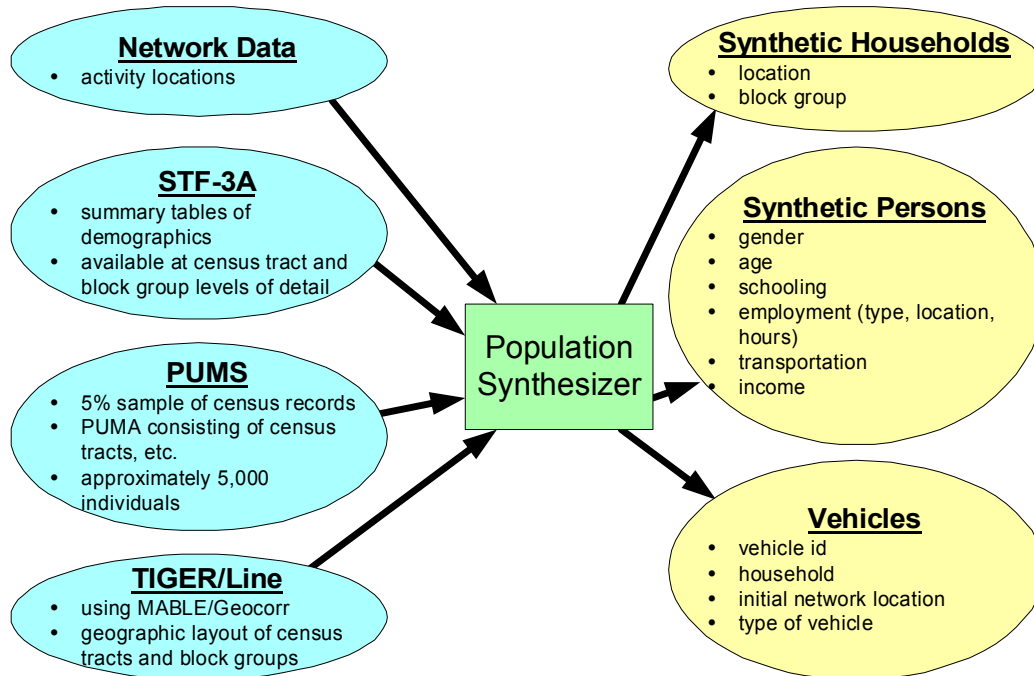 Network Data
• activity locations
STF-3A
• summary tables of
demographics
• available at census tract and
block group levels of detail
PUMS
• 5% sample of census records
• PUMA consisting of census
tracts, etc.
• approximately 5,000
individuals
TIGER/Line
• using MABLE/Geocorr
• geographic layout of census
tracts and block groups
Population
Synthesizer
Synthetic Households
• location
• block group
Synthetic Persons
• gender
• age
• schooling
• employment (type, location,
hours)
• transportation
• income
Vehicles
• vehicle id
• household
• initial network location
• type of vehicle